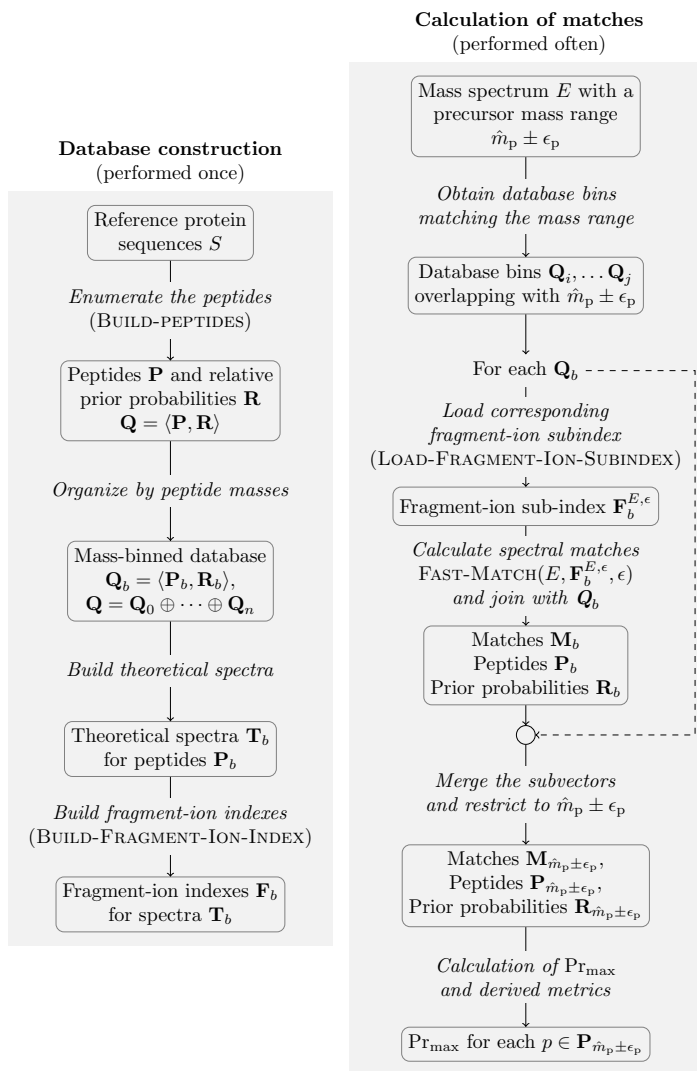 Database construction
(performed once)
Reference protein
sequences S
Enumerate the peptides
(BUILD-PEPTIDES)
Peptides P and relative
prior probabilities R
Q = ⟨P, R⟩
Organize by peptide masses
Mass-binned database
Q_b = ⟨P_b, R_b⟩,
Q = Q_0 ⊕ ⋯ ⊕ Q_n
Build theoretical spectra
Theoretical spectra T_b
for peptides P_b
Build fragment-ion indexes
(BUILD-FRAGMENT-ION-INDEX)
Fragment-ion indexes F_b
for spectra T_b
Calculation of matches
(performed often)
Mass spectrum E with a
precursor mass range
m̂_p ± ϵ_p
Obtain database bins
matching the mass range
Database bins Q_i, … Q_j
overlapping with m̂_p ± ϵ_p
For each Q_b
Load corresponding
fragment-ion subindex
(LOAD-FRAGMENT-ION-SUBINDEX)
Fragment-ion sub-index F_b^{E,ϵ}
Calculate spectral matches
FAST-MATCH(E, F_b^{E,ϵ}, ϵ)
and join with Q_b
Matches M_b
Peptides P_b
Prior probabilities R_b
Merge the subvectors
and restrict to m̂_p ± ϵ_p
Matches M_{m̂_p±ϵ_p},
Peptides P_{m̂_p±ϵ_p},
Prior probabilities R_{m̂_p±ϵ_p}
Calculation of Pr_max
and derived metrics
Pr_max for each p ∈ P_{m̂_p±ϵ_p}